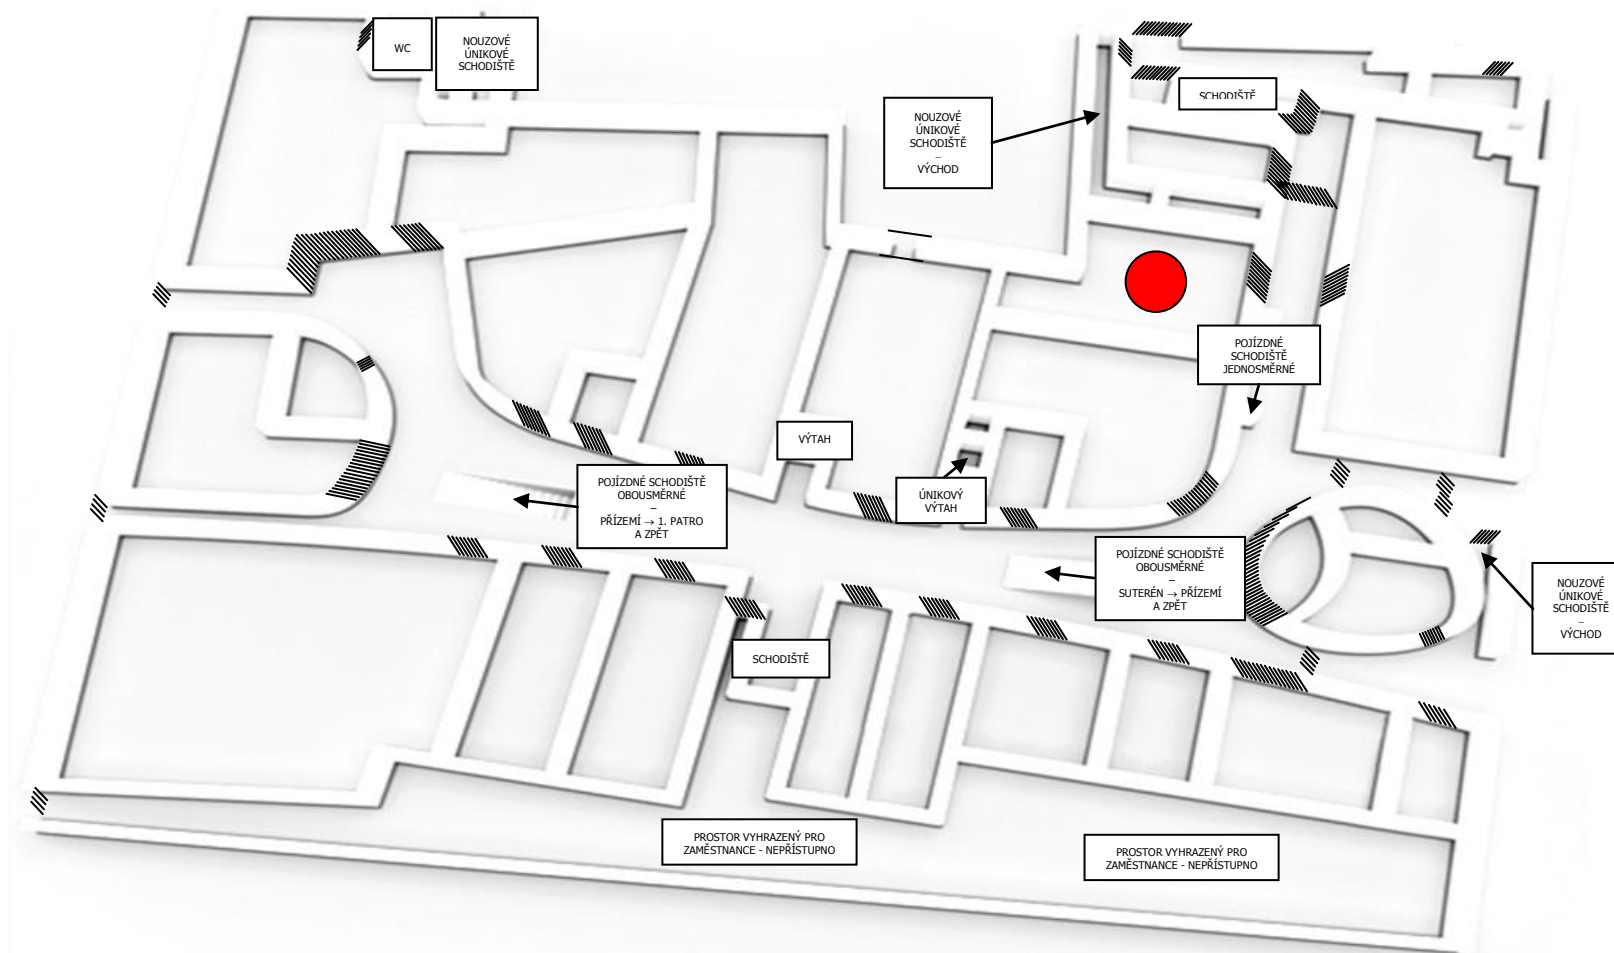 WC
NOUZOVÉ
ÚNIKOVÉ
SCHODIŠTĚ
SCHODIŠTĚ
NOUZOVÉ
ÚNIKOVÉ
SCHODIŠTĚ
–
VÝCHOD
POJÍZDNÉ
SCHODIŠTĚ
JEDNOSMĚRNÉ
VÝTAH
POJÍZDNÉ SCHODIŠTĚ
OBOUSMĚRNÉ
–
PŘÍZEMÍ → 1. PATRO
A ZPĚT
ÚNIKOVÝ
VÝTAH
POJÍZDNÉ SCHODIŠTĚ
OBOUSMĚRNÉ
–
SUTERÉN → PŘÍZEMÍ
A ZPĚT
NOUZOVÉ
ÚNIKOVÉ
SCHODIŠTĚ
–
VÝCHOD
SCHODIŠTĚ
PROSTOR VYHRAZENÝ PRO
ZAMĚSTNANCE - NEPŘÍSTUPNO
PROSTOR VYHRAZENÝ PRO
ZAMĚSTNANCE - NEPŘÍSTUPNO